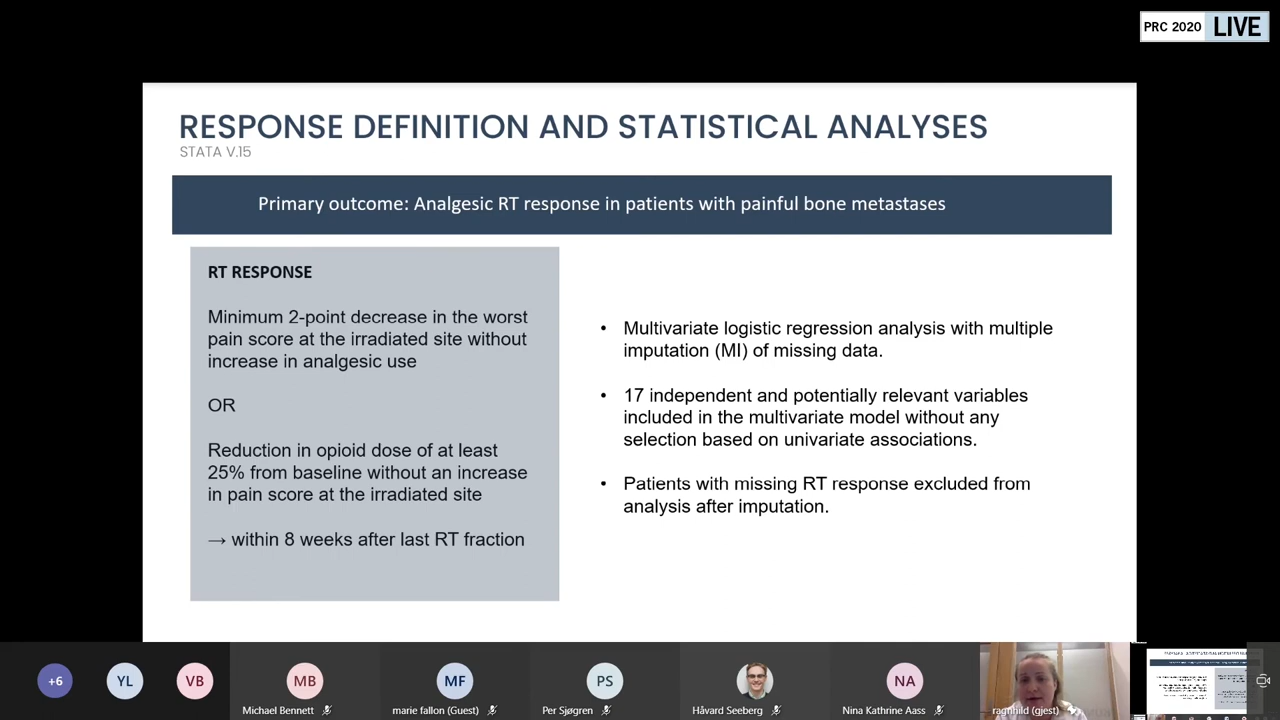 PRC 2020 LIVE
RESPONSE DEFINITION AND STATISTICAL ANALYSES
STATA V.15
Primary outcome: Analgesic RT response in patients with painful bone metastases
RT RESPONSE
Minimum 2-point decrease in the worst
pain score at the irradiated site without
increase in analgesic use
OR
Reduction in opioid dose of at least
25% from baseline without an increase
in pain score at the irradiated site
→ within 8 weeks after last RT fraction
• Multivariate logistic regression analysis with multiple
imputation (MI) of missing data.
• 17 independent and potentially relevant variables
included in the multivariate model without any
selection based on univariate associations.
• Patients with missing RT response excluded from
analysis after imputation.
+6
YL
VB
MB
MF
PS
NA
Michael Bennett
marie fallon (Guest)
Per Sjøgren
Håvard Seeberg
Nina Kathrine Aass
ragnhild (gjest)